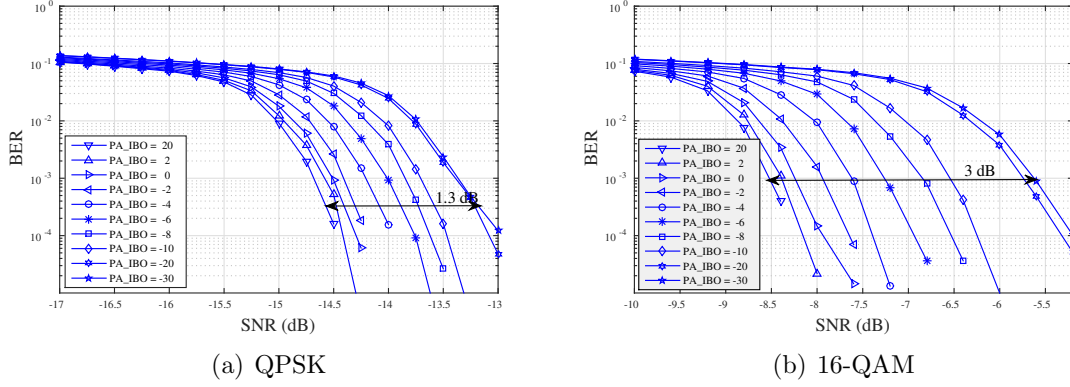 10^0
10^-1
10^-2
10^-3
10^-4
BER
PA_IBO = 20
PA_IBO = 2
PA_IBO = 0
PA_IBO = -2
PA_IBO = -4
PA_IBO = -6
PA_IBO = -8
PA_IBO = -10
PA_IBO = -20
PA_IBO = -30
1.3 dB
-17 -16.5 -16 -15.5 -15 -14.5 -14 -13.5 -13
SNR (dB)
(a) QPSK
10^0
10^-1
10^-2
10^-3
10^-4
BER
PA_IBO = 20
PA_IBO = 2
PA_IBO = 0
PA_IBO = -2
PA_IBO = -4
PA_IBO = -6
PA_IBO = -8
PA_IBO = -10
PA_IBO = -20
PA_IBO = -30
3 dB
-10 -9.5 -9 -8.5 -8 -7.5 -7 -6.5 -6 -5.5
SNR (dB)
(b) 16-QAM